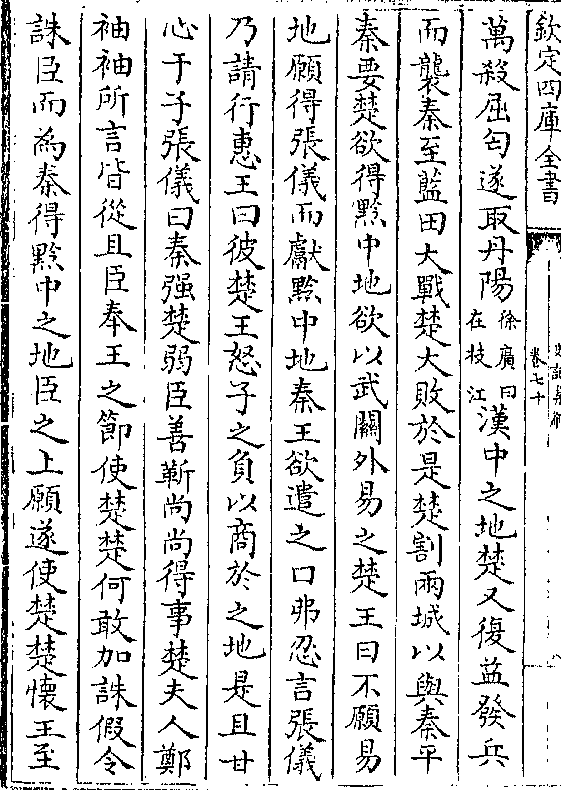 欽定四庫全書
卷七十
萬殺屈匄遂取丹陽徐廣曰在枝江漢中之地楚又復益發兵
而襲秦至藍田大戰楚大敗於是楚割兩城以與秦平
秦要楚欲得黔中地欲以武關外易之楚王曰不願易
地願得張儀而獻黔中地秦王欲遣之口弗忍言張儀
乃請行惠王曰彼楚王怒子之負以商於之地是且甘
心于子張儀曰秦强楚弱臣善靳尚尚得事楚夫人鄭
袖袖所言皆從且臣奉王之節使楚楚何敢加誅假令
誅臣而為秦得黔中之地臣之上願遂使楚楚懷王至